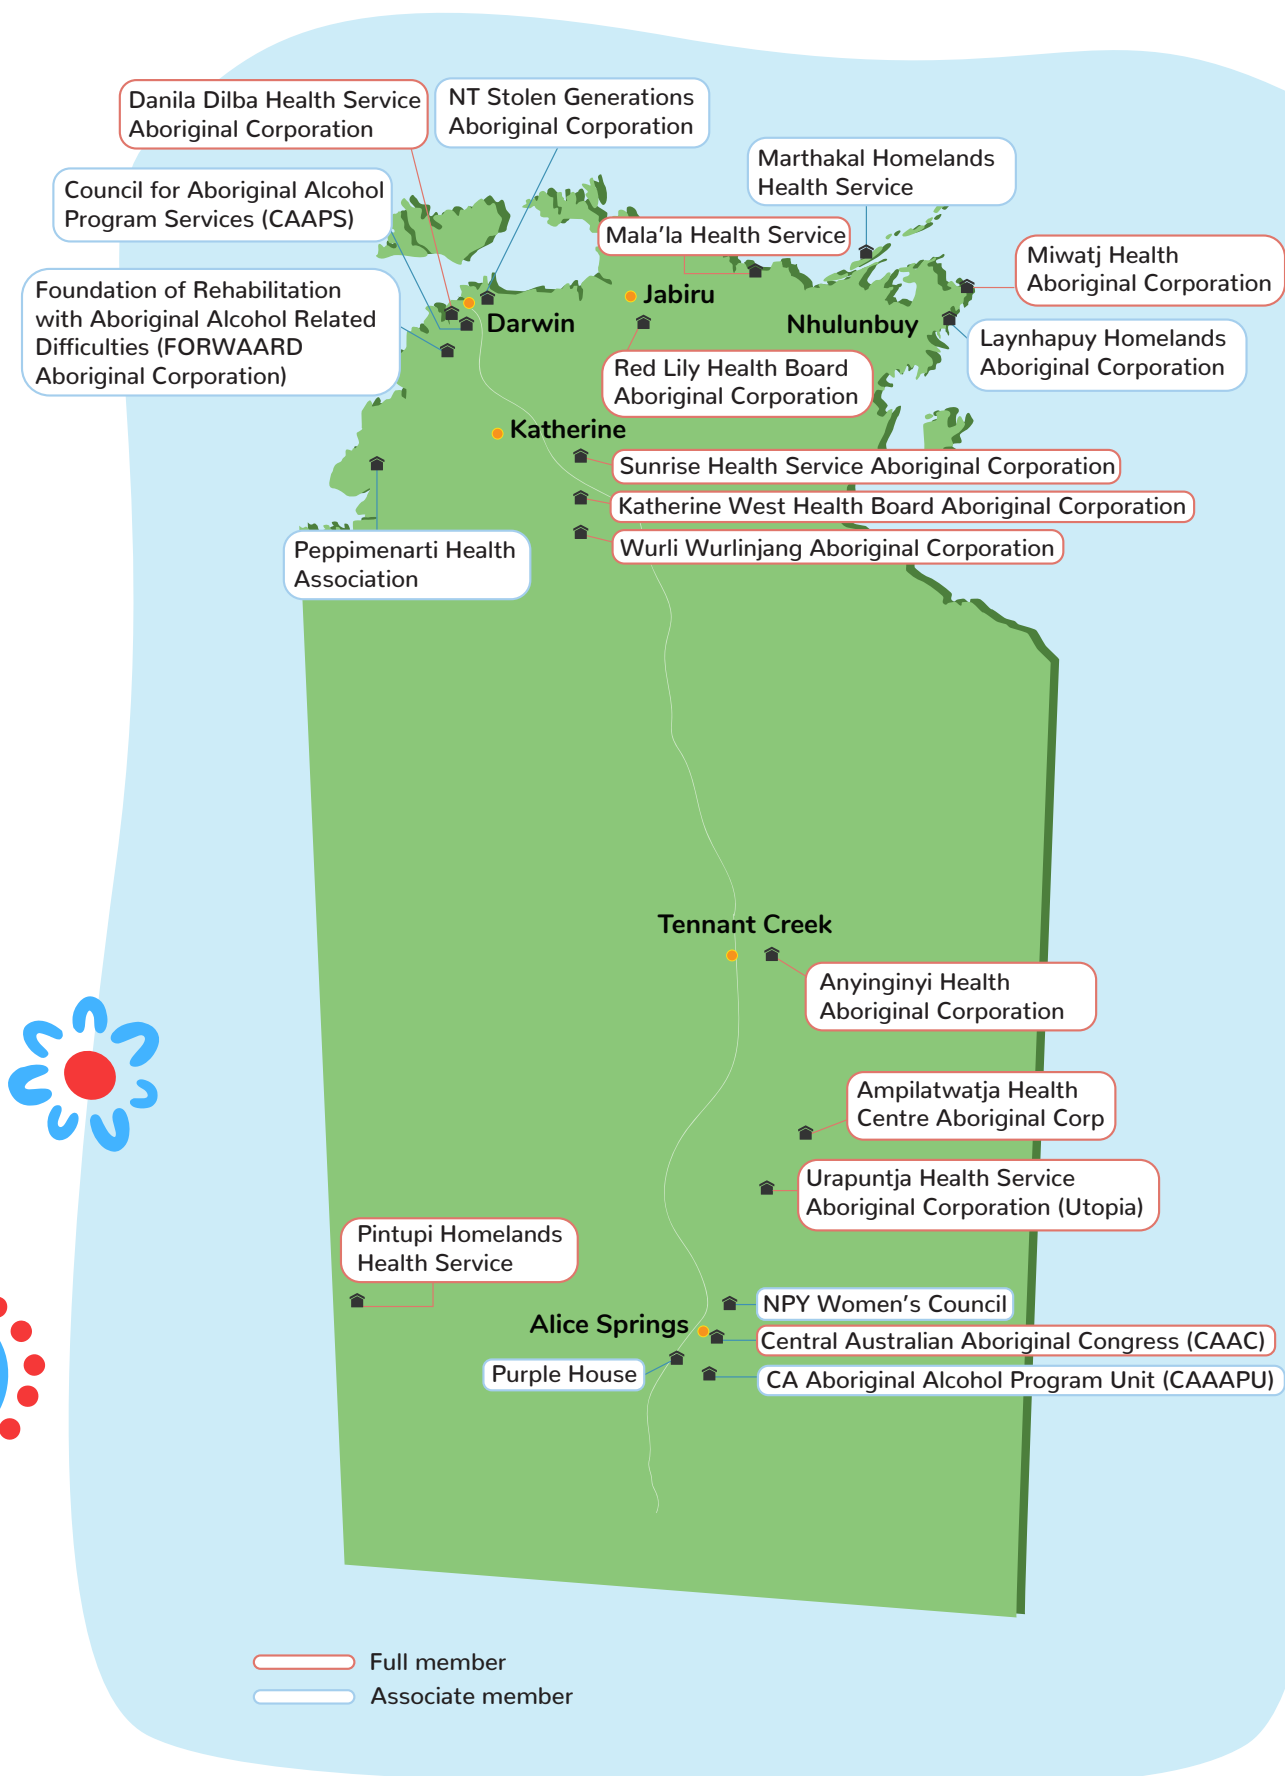 Danila Dilba Health Service
Aboriginal Corporation
NT Stolen Generations
Aboriginal Corporation
Marthakal Homelands
Health Service
Council for Aboriginal Alcohol
Program Services (CAAPS)
Mala’la Health Service
Miwatj Health
Aboriginal Corporation
Foundation of Rehabilitation
with Aboriginal Alcohol Related
Difficulties (FORWAARD
Aboriginal Corporation)
Jabiru
Darwin
Nhulunbuy
Laynhapuy Homelands
Aboriginal Corporation
Red Lily Health Board
Aboriginal Corporation
Katherine
Sunrise Health Service Aboriginal Corporation
Katherine West Health Board Aboriginal Corporation
Wurli Wurlinjang Aboriginal Corporation
Peppimenarti Health
Association
Tennant Creek
Anyinginyi Health
Aboriginal Corporation
Ampilatwatja Health
Centre Aboriginal Corp
Urapuntja Health Service
Aboriginal Corporation (Utopia)
Pintupi Homelands
Health Service
NPY Women’s Council
Alice Springs
Central Australian Aboriginal Congress (CAAC)
Purple House
CA Aboriginal Alcohol Program Unit (CAAAPU)
Full member
Associate member